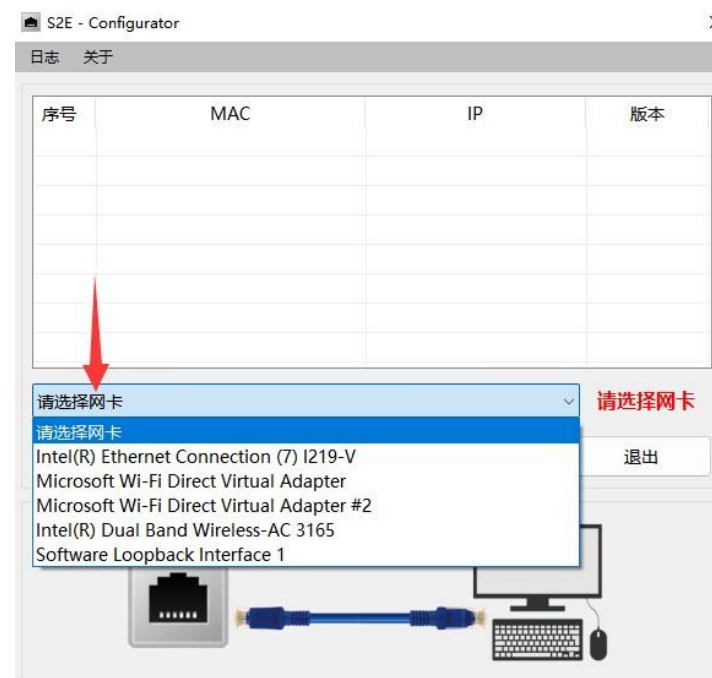 S2E - Configurator
日志 关于
序号 MAC IP 版本
请选择网卡 请选择网卡
请选择网卡
Intel(R) Ethernet Connection (7) I219-V
Microsoft Wi-Fi Direct Virtual Adapter
退出
Microsoft Wi-Fi Direct Virtual Adapter #2
Intel(R) Dual Band Wireless-AC 3165
Software Loopback Interface 1